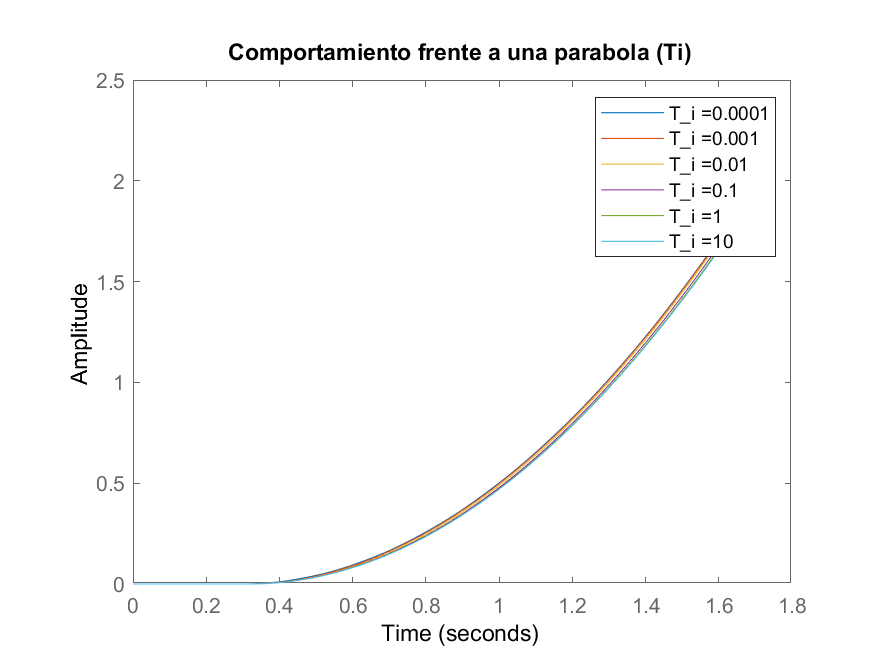 Comportamiento frente a una parabola (Ti)
2.5
2
1.5
1
0.5
0
Amplitude
T_i =0.0001
T_i =0.001
T_i =0.01
T_i =0.1
T_i =1
T_i =10
0 0.2 0.4 0.6 0.8 1 1.2 1.4 1.6 1.8
Time (seconds)